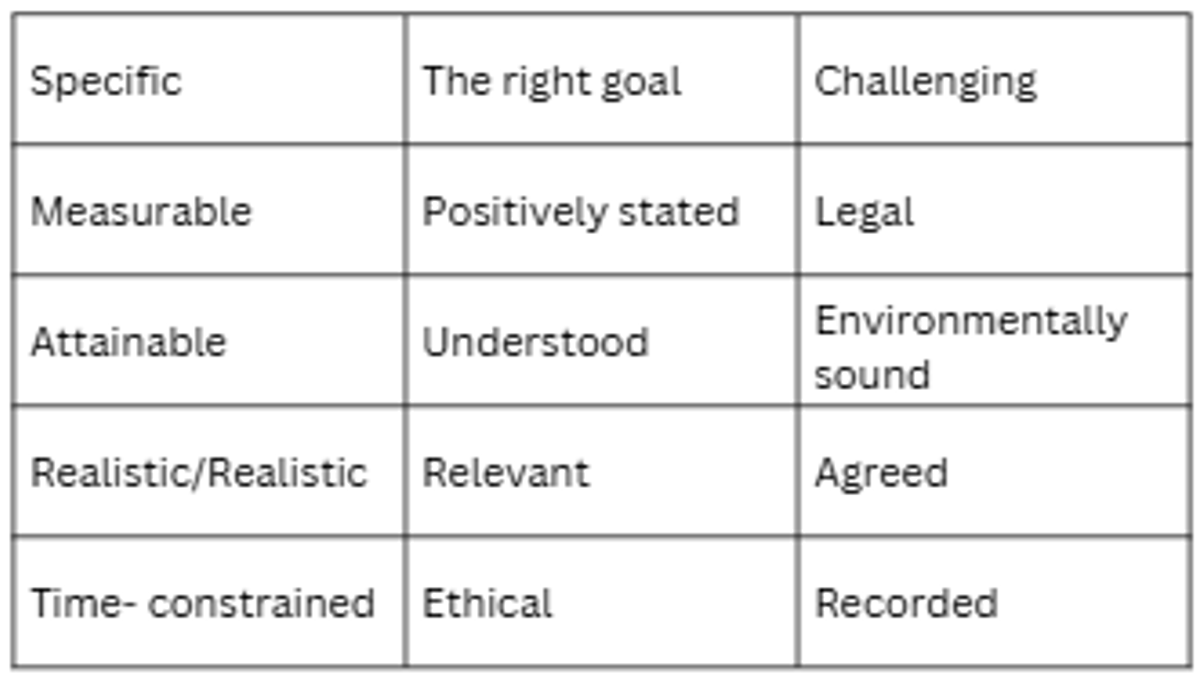 Specific
The right goal
Challenging
Measurable
Positively stated
Legal
Attainable
Understood
Environmentally
sound
Realistic/Realistic
Relevant
Agreed
Time- constrained
Ethical
Recorded